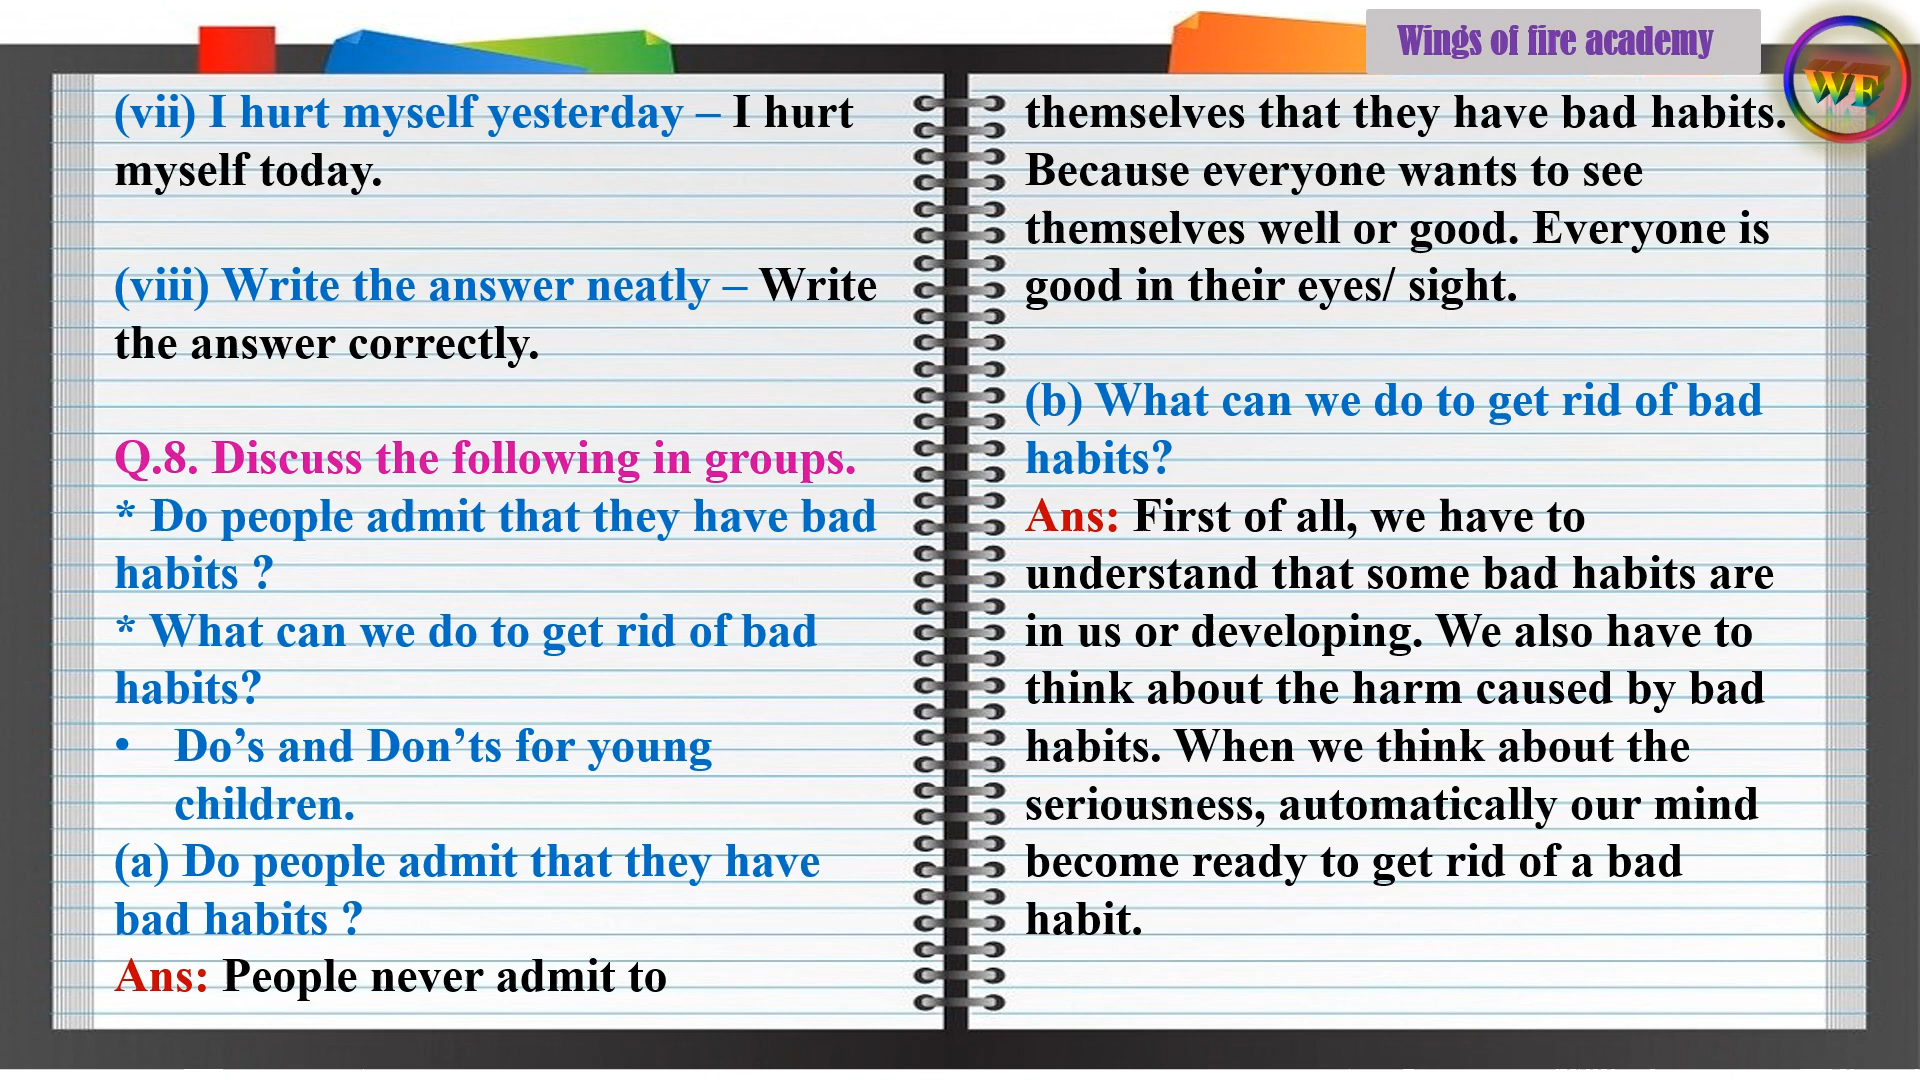 Wings of fire academy
WE
(vii) I hurt myself yesterday – I hurt
myself today.
(viii) Write the answer neatly – Write
the answer correctly.
Q.8. Discuss the following in groups.
* Do people admit that they have bad
habits ?
* What can we do to get rid of bad
habits?
• Do’s and Don’ts for young
children.
(a) Do people admit that they have
bad habits ?
Ans: People never admit to
themselves that they have bad habits.
Because everyone wants to see
themselves well or good. Everyone is
good in their eyes/ sight.
(b) What can we do to get rid of bad
habits?
Ans: First of all, we have to
understand that some bad habits are
in us or developing. We also have to
think about the harm caused by bad
habits. When we think about the
seriousness, automatically our mind
become ready to get rid of a bad
habit.